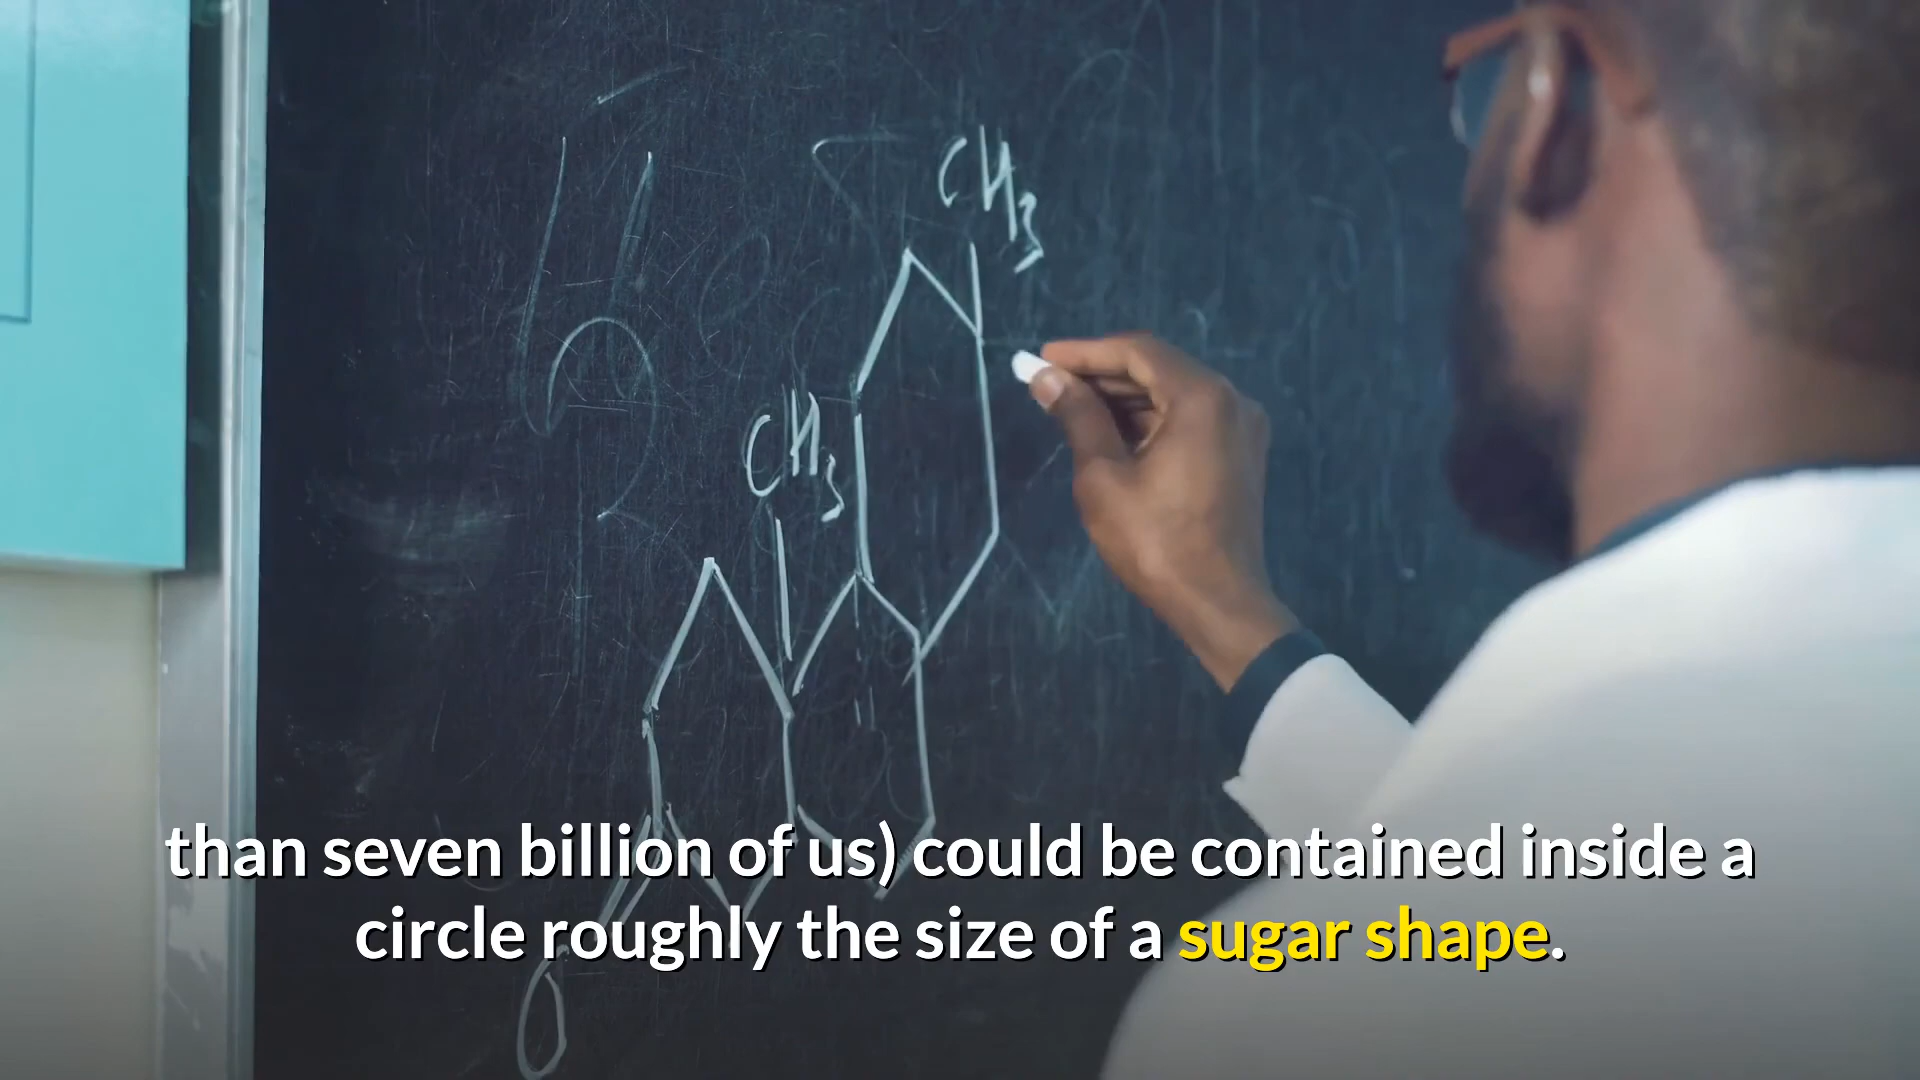 CH3
CH3
O
than seven billion of us) could be contained inside a
circle roughly the size of a sugar shape.